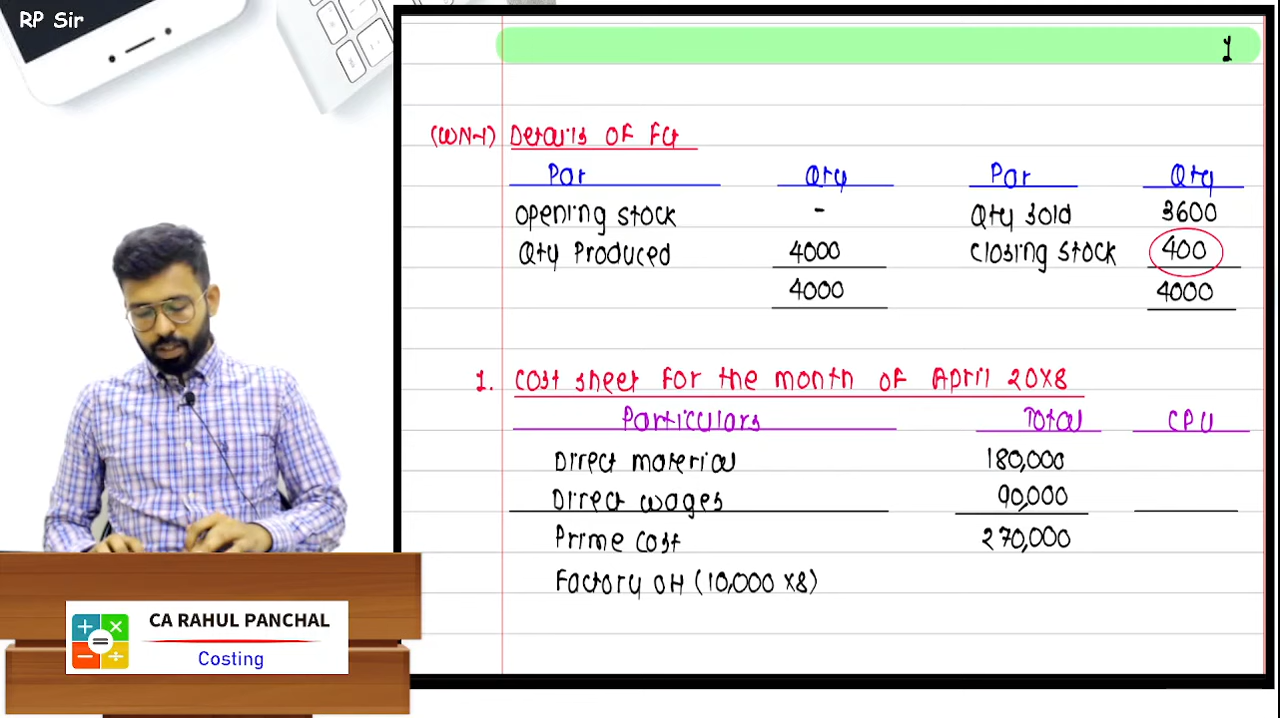 RP Sir
1
(WN-1) Details of FG
Par Qty Par Qty
Opening stock - Qty sold 3600
Qty Produced 4000 Closing stock 400
4000 4000
1. Cost sheet for the month of April 20X8
Particulars Total CPU
Direct material 180,000
Direct wages 90,000
Prime cost 270,000
Factory OH (10,000 X8)
CA RAHUL PANCHAL
Costing